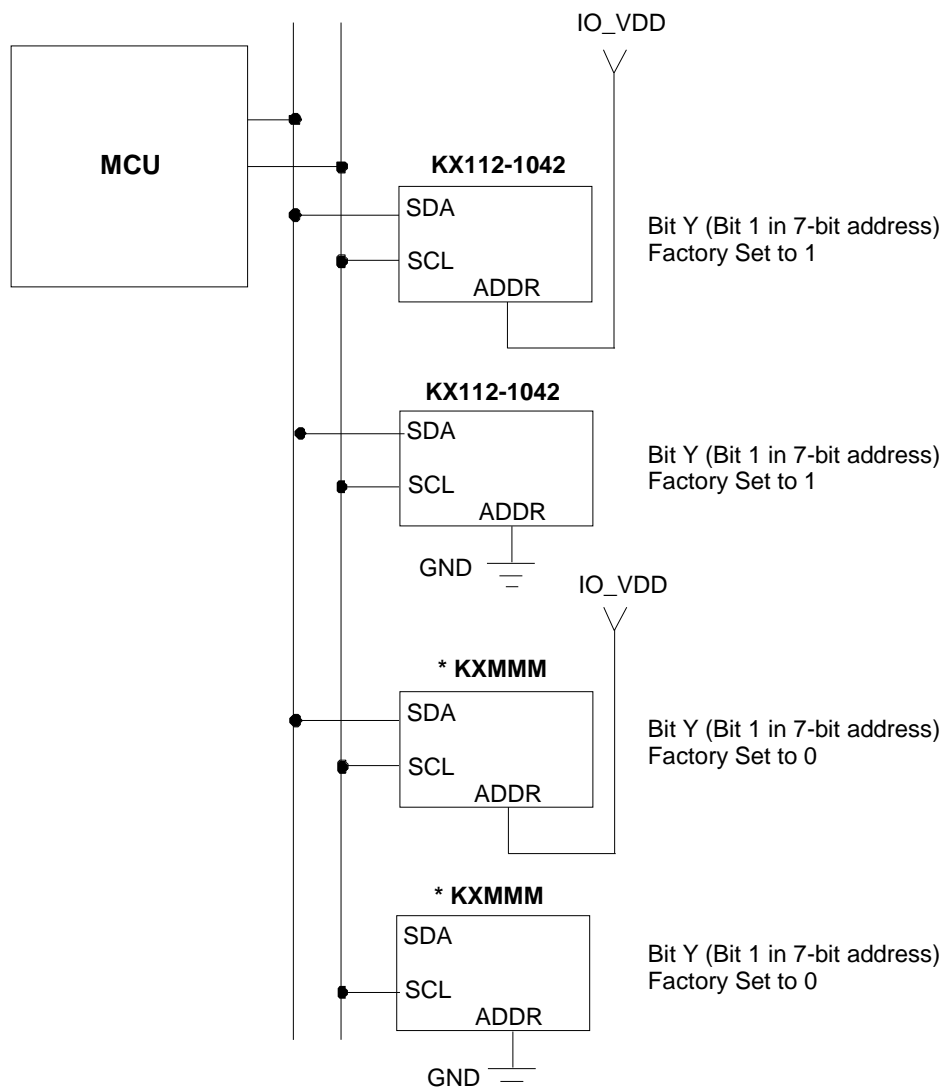 IO_VDD
MCU
KX112-1042
SDA
SCL
ADDR
Bit Y (Bit 1 in 7-bit address)
Factory Set to 1
KX112-1042
SDA
SCL
ADDR
Bit Y (Bit 1 in 7-bit address)
Factory Set to 1
GND
IO_VDD
* KXMMM
SDA
SCL
ADDR
Bit Y (Bit 1 in 7-bit address)
Factory Set to 0
* KXMMM
SDA
SCL
ADDR
Bit Y (Bit 1 in 7-bit address)
Factory Set to 0
GND